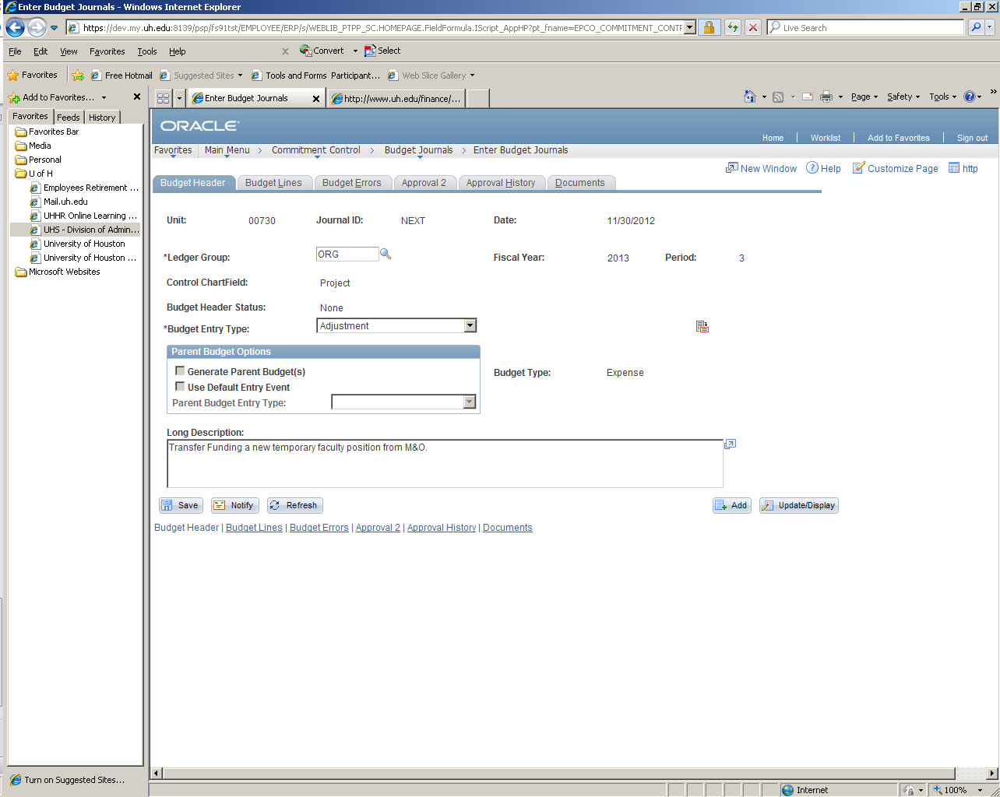 Enter Budget Journals - Windows Internet Explorer
https://dev.my.uh.edu:8139/psp/fs91tst/EMPLOYEE/ERP/s/WEBLIB_PTPP_SC.HOMEPAGE.FieldFormula.IScript_AppHP?pt_fname=EPCO_COMMITMENT_CONTF
Live Search
File Edit View Favorites Tools Help x Convert Select
Favorites Free Hotmail Suggested Sites Tools and Forms Participant... Web Slice Gallery
Add to Favorites... Enter Budget Journals http://www.uh.edu/finance/... Page Safety Tools
Favorites Feeds History
Favorites Bar
Media
Personal
U of H
Employees Retirement ...
Mail.uh.edu
UHHR Online Learning ...
UHS - Division of Admin...
University of Houston
University of Houston ...
Microsoft Websites
Turn on Suggested Sites...
ORACLE
Home Worklist Add to Favorites Sign out
Favorites Main Menu > Commitment Control > Budget Journals > Enter Budget Journals
New Window Help Customize Page http
Budget Header Budget Lines Budget Errors Approval 2 Approval History Documents
Unit: 00730 Journal ID: NEXT Date: 11/30/2012
*Ledger Group: ORG Fiscal Year: 2013 Period: 3
Control ChartField: Project
Budget Header Status: None
*Budget Entry Type: Adjustment
Parent Budget Options
Generate Parent Budget(s)
Budget Type: Expense
Use Default Entry Event
Parent Budget Entry Type:
Long Description:
Transfer Funding a new temporary faculty position from M&O.
Save Notify Refresh Add Update/Display
Budget Header | Budget Lines | Budget Errors | Approval 2 | Approval History | Documents
Internet 100%